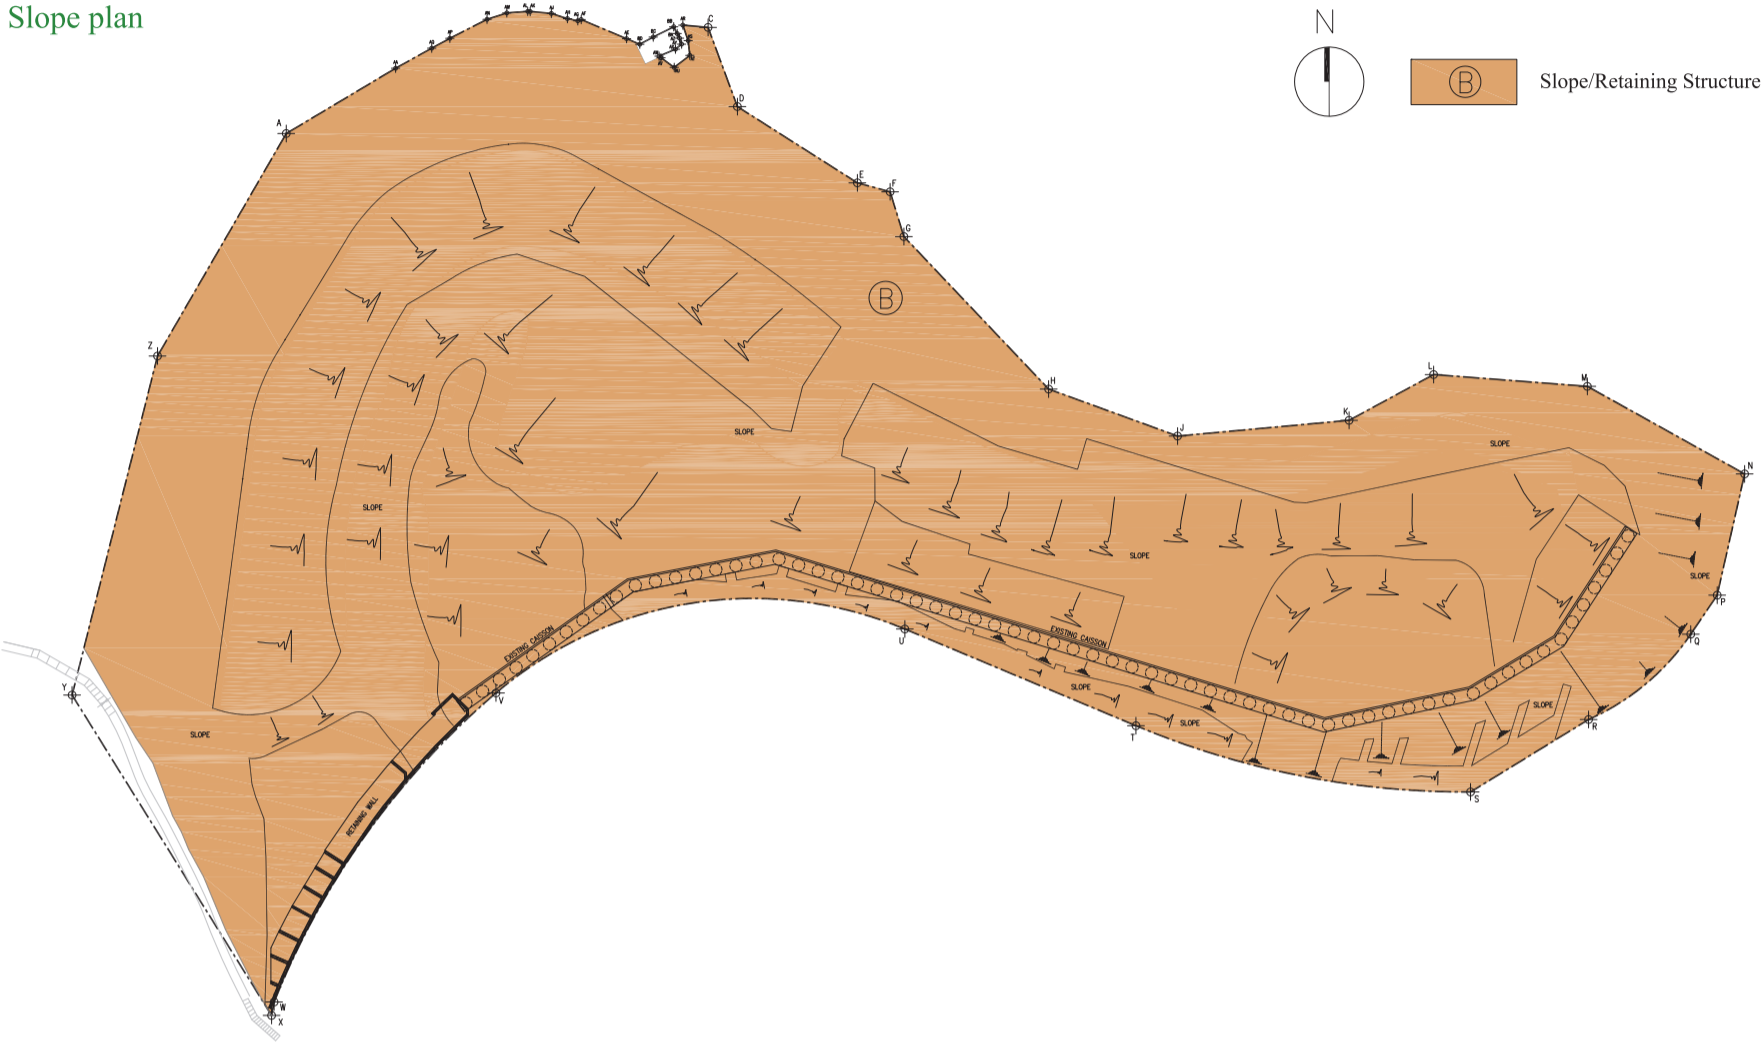 Slope plan
N
B
Slope/Retaining Structure
C
D
A
E
F
G
B
Z
L
M
H
K
J
SLOPE
SLOPE
N
SLOPE
SLOPE
SLOPE
P
EXISTING CAISSON
EXISTING CAISSON
Q
U
Y
V
SLOPE
SLOPE
R
SLOPE
T
SLOPE
S
RETAINING WALL
W
X